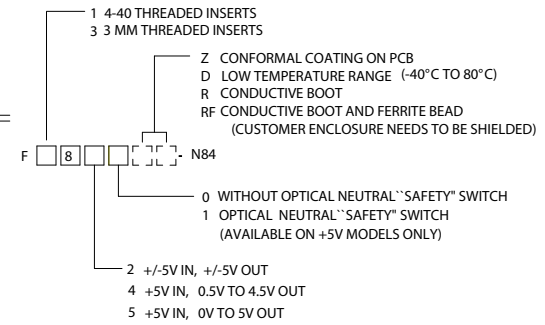 1 4-40 THREADED INSERTS
3 3 MM THREADED INSERTS
Z CONFORMAL COATING ON PCB
D LOW TEMPERATURE RANGE (-40°C TO 80°C)
R CONDUCTIVE BOOT
RF CONDUCTIVE BOOT AND FERRITE BEAD
(CUSTOMER ENCLOSURE NEEDS TO BE SHIELDED)
F 8 - N84
0 WITHOUT OPTICAL NEUTRAL``SAFETY" SWITCH
1 OPTICAL NEUTRAL``SAFETY" SWITCH
(AVAILABLE ON +5V MODELS ONLY)
2 +/-5V IN, +/-5V OUT
4 +5V IN, 0.5V TO 4.5V OUT
5 +5V IN, 0V TO 5V OUT